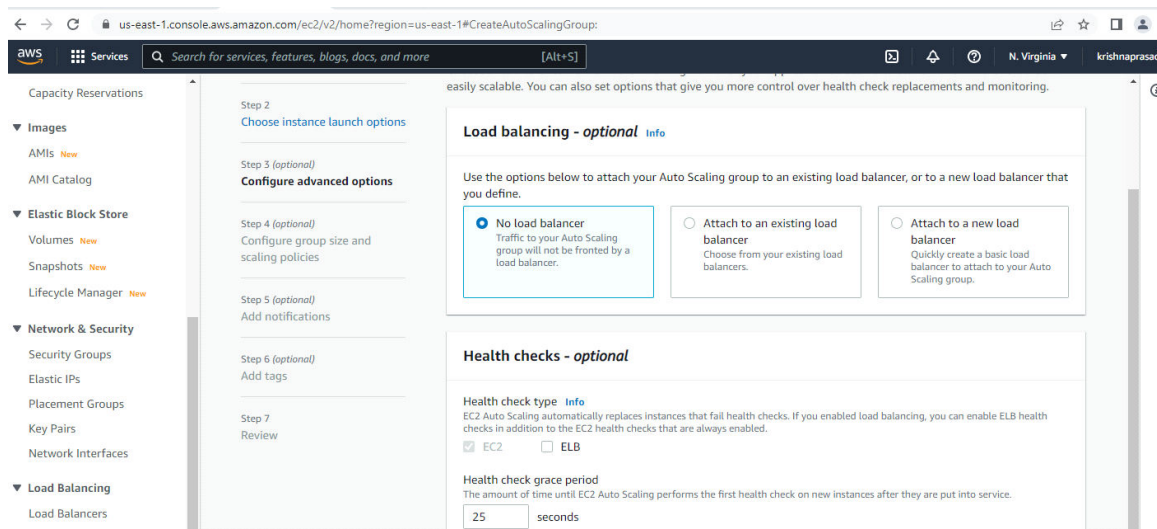 us-east-1.console.aws.amazon.com/ec2/v2/home?region=us-east-1#CreateAutoScalingGroup:
aws
Services
Search for services, features, blogs, docs, and more
[Alt+S]
N. Virginia
krishnaprasad
Capacity Reservations
Images
AMIs New
AMI Catalog
Elastic Block Store
Volumes New
Snapshots New
Lifecycle Manager New
Network & Security
Security Groups
Elastic IPs
Placement Groups
Key Pairs
Network Interfaces
Load Balancing
Load Balancers
Step 2
Choose instance launch options
Step 3 (optional)
Configure advanced options
Step 4 (optional)
Configure group size and
scaling policies
Step 5 (optional)
Add notifications
Step 6 (optional)
Add tags
Step 7
Review
easily scalable. You can also set options that give you more control over health check replacements and monitoring.
Load balancing - optional Info
Use the options below to attach your Auto Scaling group to an existing load balancer, or to a new load balancer that
you define.
No load balancer
Traffic to your Auto Scaling
group will not be fronted by a
load balancer.
Attach to an existing load
balancer
Choose from your existing load
balancers.
Attach to a new load
balancer
Quickly create a basic load
balancer to attach to your Auto
Scaling group.
Health checks - optional
Health check type Info
EC2 Auto Scaling automatically replaces instances that fail health checks. If you enabled load balancing, you can enable ELB health
checks in addition to the EC2 health checks that are always enabled.
EC2
ELB
Health check grace period
The amount of time until EC2 Auto Scaling performs the first health check on new instances after they are put into service.
25 seconds